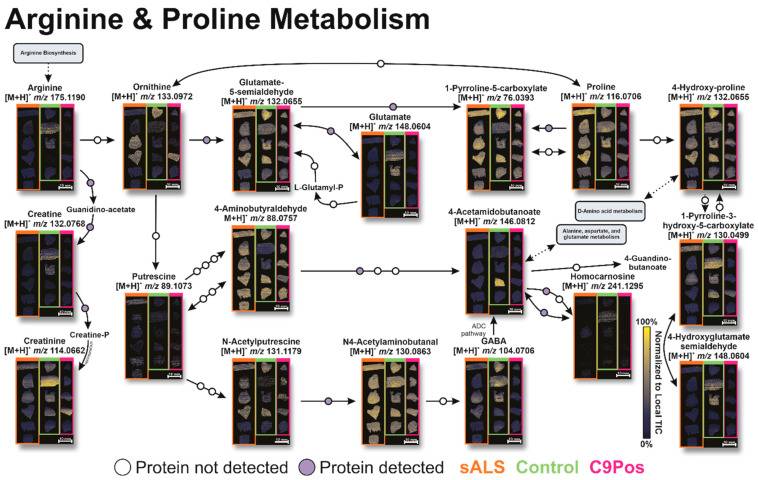 Arginine & Proline Metabolism
Arginine Biosynthesis
Arginine
[M+H]⁺ m/z 175.1190
Ornithine
[M+H]⁺ m/z 133.0972
Glutamate-
5-semialdehyde
[M+H]⁺ m/z 132.0655
Glutamate
[M+H]⁺ m/z 148.0604
1-Pyrroline-5-carboxylate
[M+H]⁺ m/z 76.0393
Proline
[M+H]⁺ m/z 116.0706
4-Hydroxy-proline
[M+H]⁺ m/z 132.0655
L-Glutamyl-P
Guanidino-acetate
Creatine
[M+H]⁺ m/z 132.0768
4-Aminobutyraldehyde
[M+H]⁺ m/z 88.0757
4-Acetamidobutanoate
[M+H]⁺ m/z 146.0812
D-Amino acid metabolism
Alanine, aspartate, and
glutamate metabolism
1-Pyrroline-3-
hydroxy-5-carboxylate
[M+H]⁺ m/z 130.0499
Putrescine
[M+H]⁺ m/z 89.1073
4-Guandino-
butanoate
Homocarnosine
[M+H]⁺ m/z 241.1295
Creatine-P
Creatinine
[M+H]⁺ m/z 114.0662
N-Acetylputrescine
[M+H]⁺ m/z 131.1179
N4-Acetylaminobutanal
[M+H]⁺ m/z 130.0863
ADC
pathway
GABA
[M+H]⁺ m/z 104.0706
100%
Normalized to Local TIC
0%
4-Hydroxyglutamate
semialdehyde
[M+H]⁺ m/z 148.0604
Protein not detected
Protein detected
sALS
Control
C9Pos